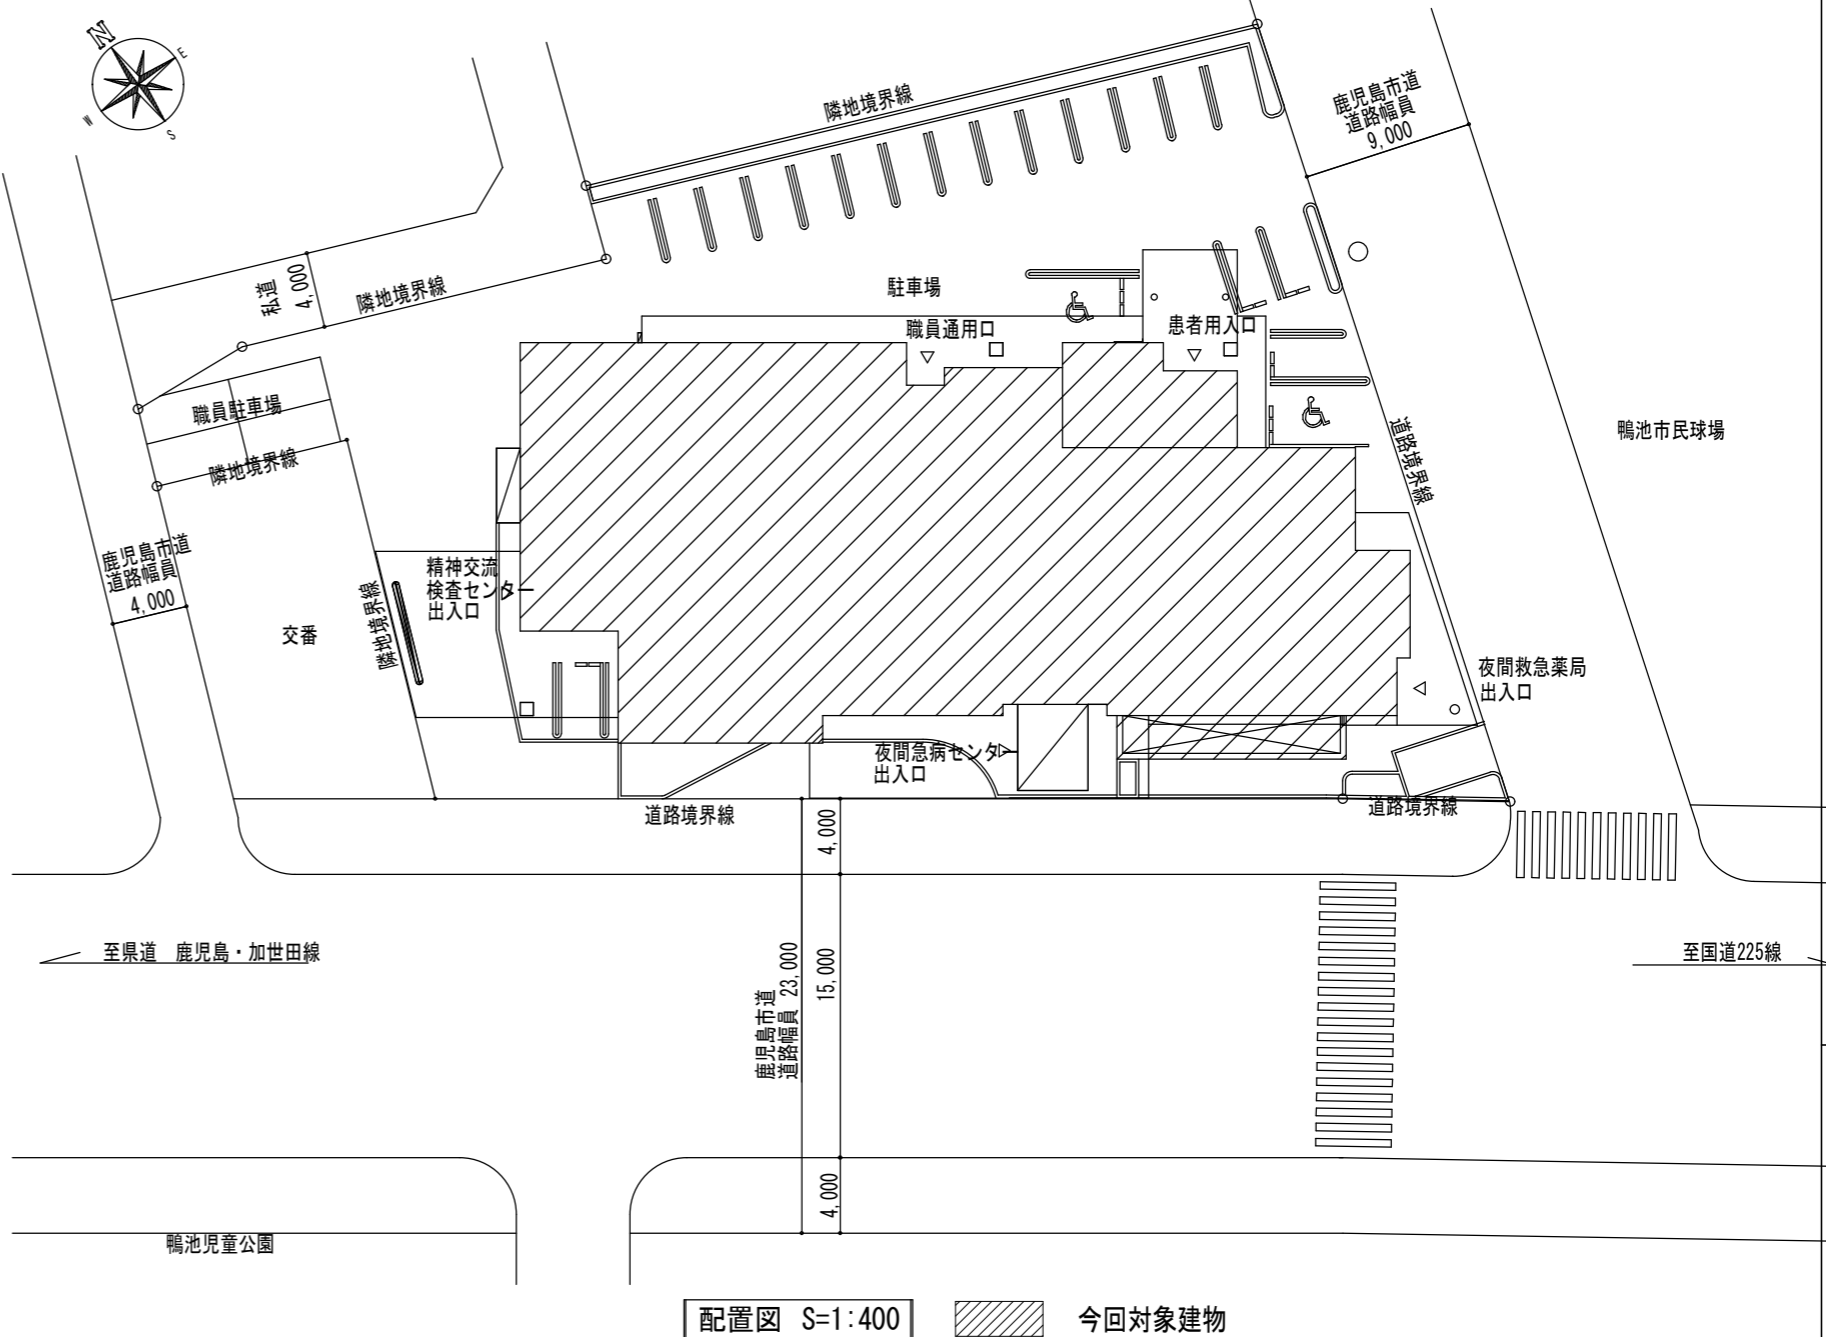 N
E
W
S
隣地境界線
鹿児島市道
道路幅員
9,000
私道
4,000
隣地境界線
駐車場
職員通用口
患者用入口
職員駐車場
隣地境界線
道路境界線
鴨池市民球場
鹿児島市道
道路幅員
4,000
交番
隣地境界線
精神交流
検査センター
出入口
夜間救急薬局
出入口
夜間急病センター
出入口
道路境界線
道路境界線
4,000
至県道 鹿児島・加世田線
鹿児島市道
道路幅員 23,000
15,000
至国道225線
4,000
鴨池児童公園
配置図 S=1:400
今回対象建物